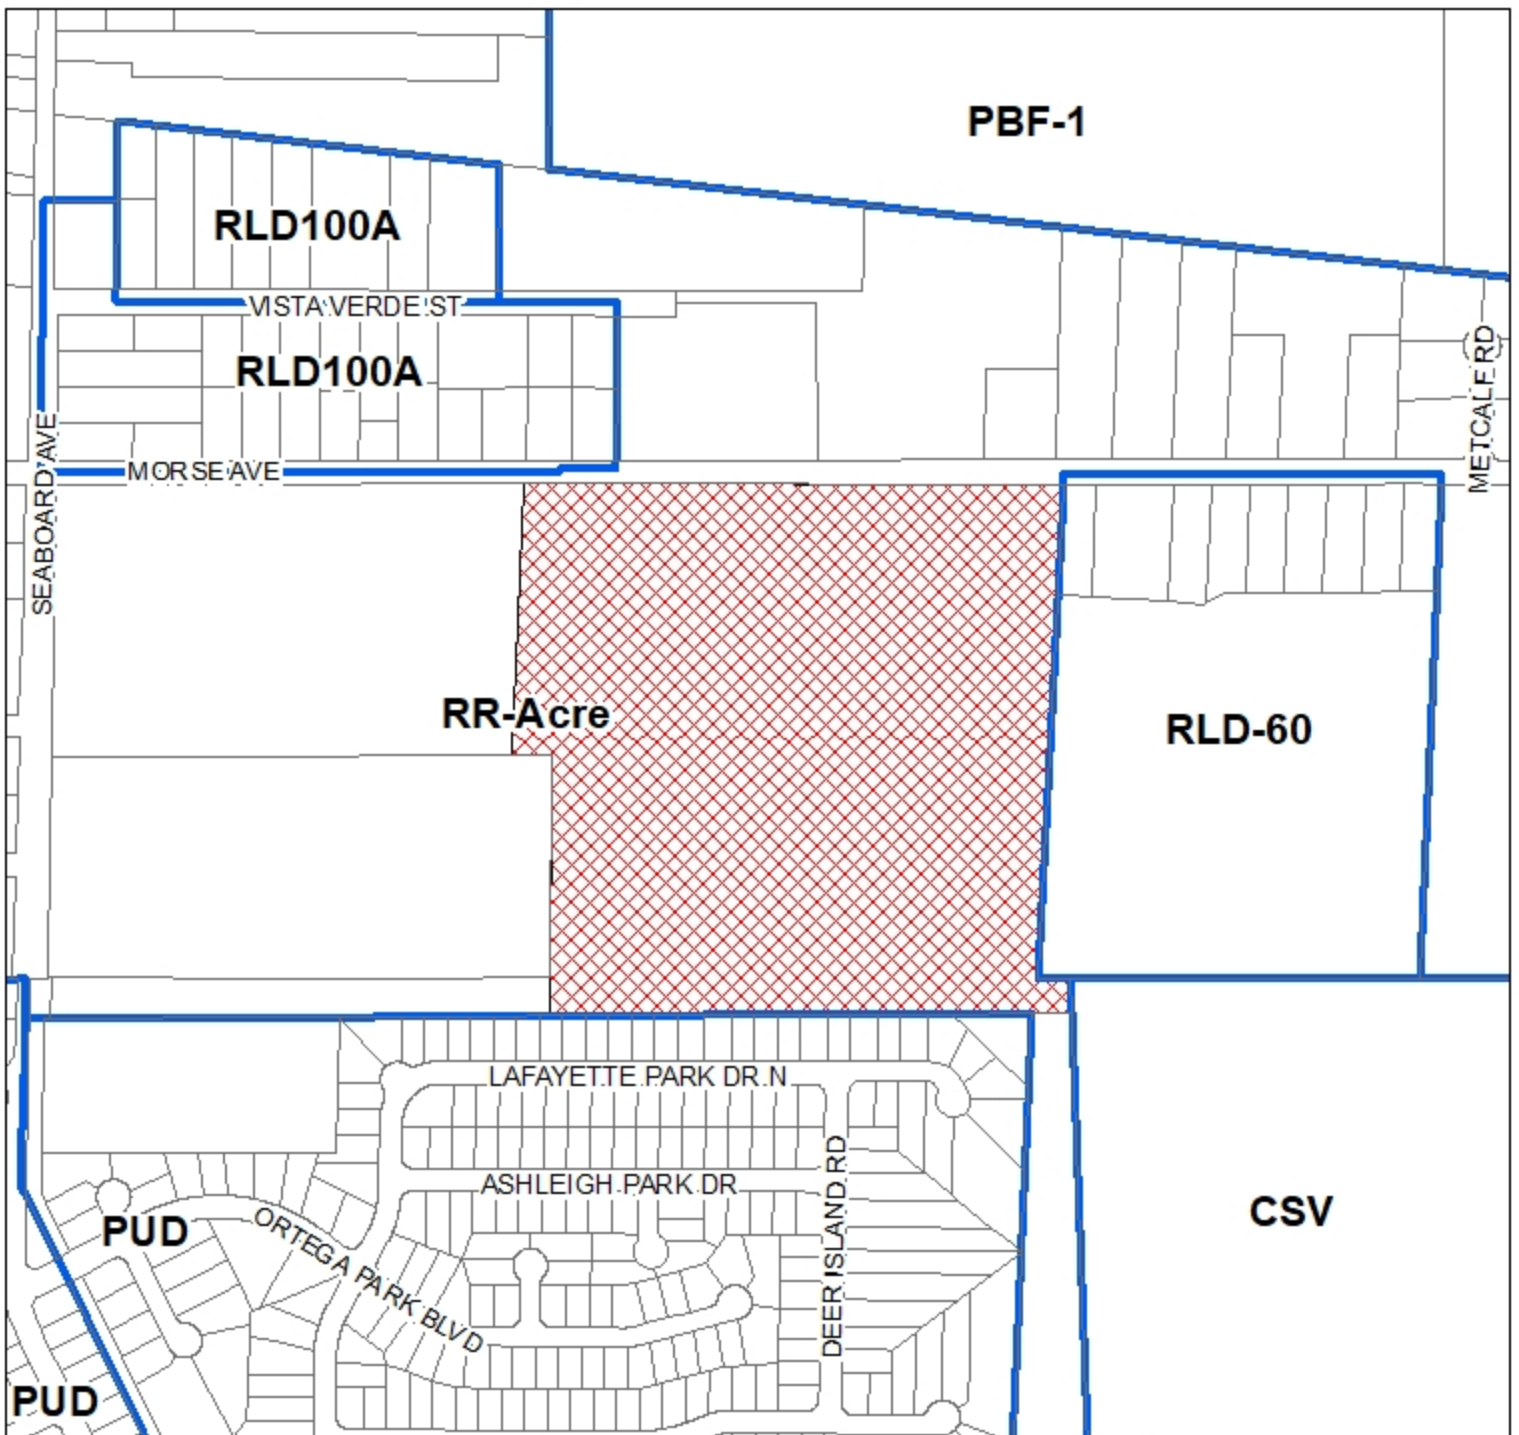 PBF-1
RLD100A
VISTA VERDE ST
RLD100A
METCALF RD
SEABOARD AVE
MORSE AVE
RR-Acre
RLD-60
LAFAYETTE PARK DR N
ASHLEIGH PARK DR
DEER ISLAND RD
ORTEGA PARK BLVD
PUD
CSV
PUD